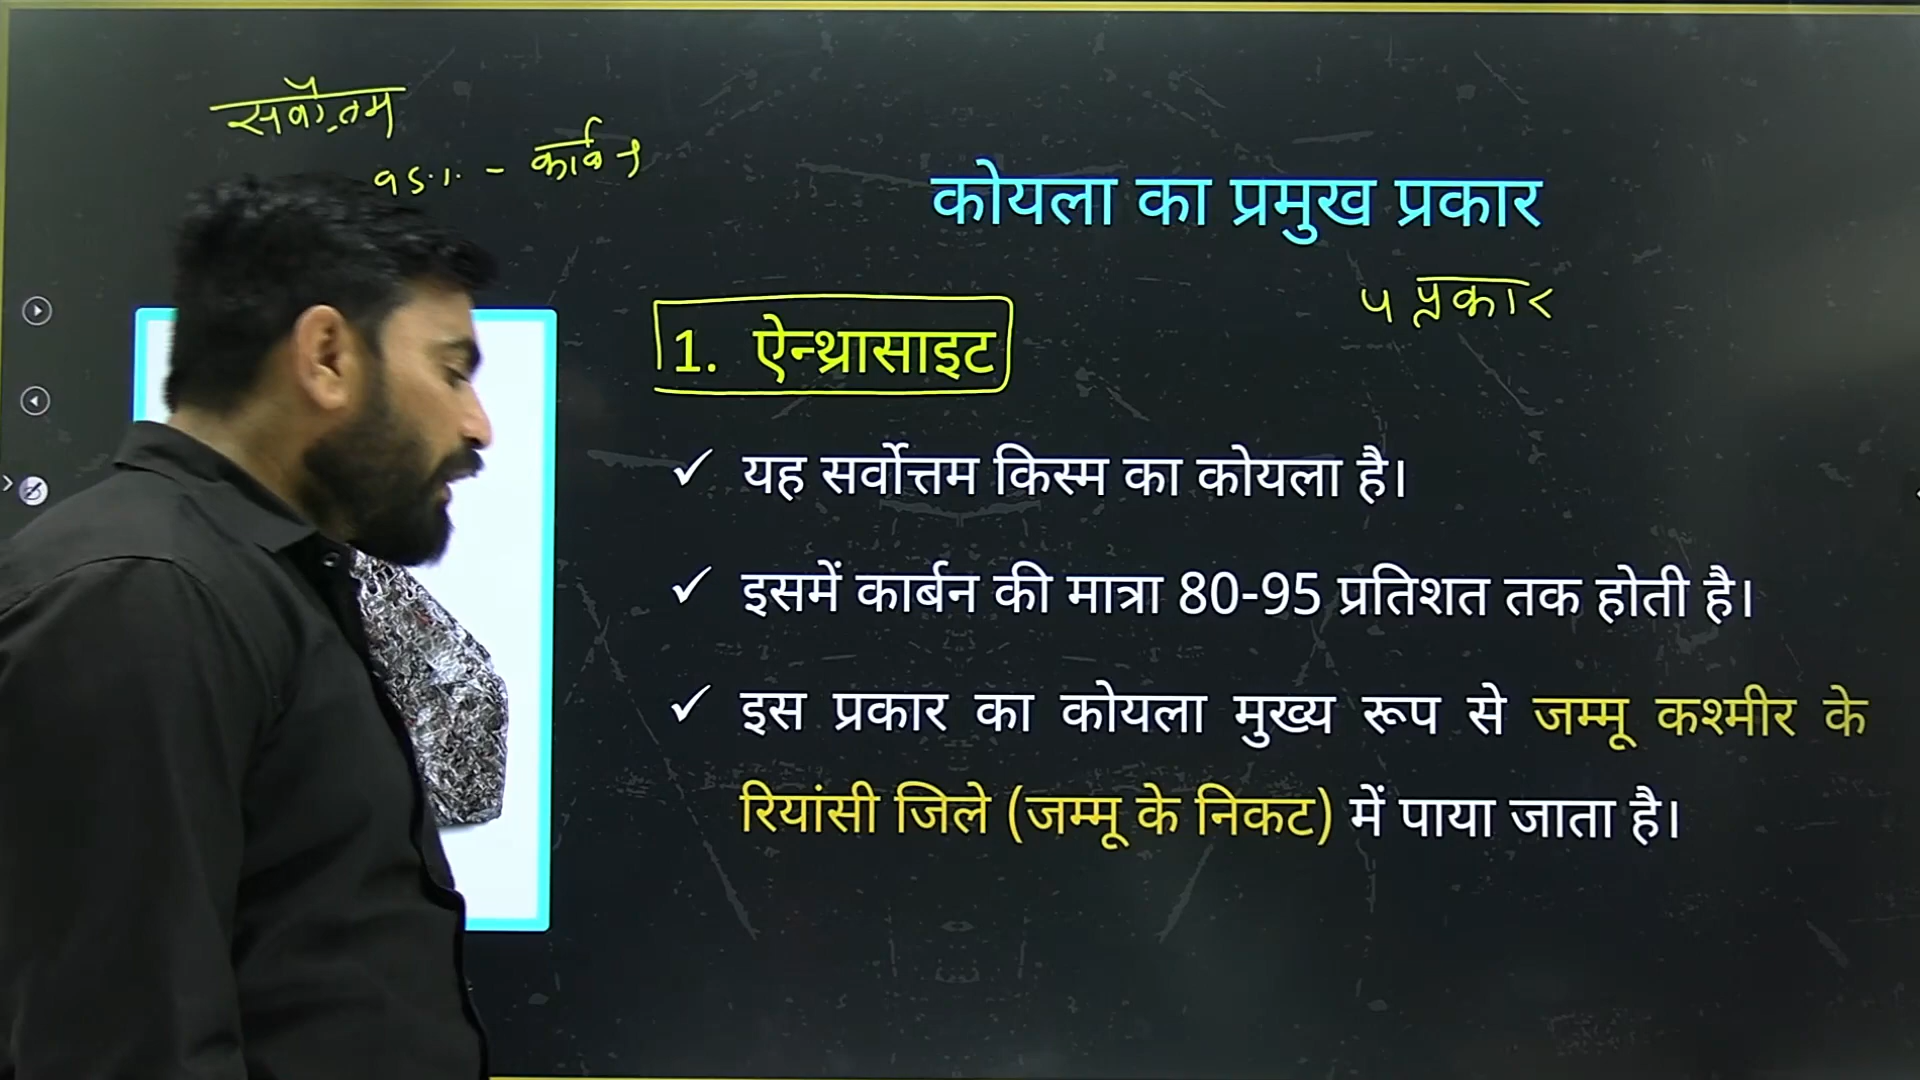 सर्वोत्तम
95% - कार्बन
कोयला का प्रमुख प्रकार
4 प्रकार
1. ऐन्थ्रासाइट
✓ यह सर्वोत्तम किस्म का कोयला है।
✓ इसमें कार्बन की मात्रा 80-95 प्रतिशत तक होती है।
✓ इस प्रकार का कोयला मुख्य रूप से जम्मू कश्मीर के
रियांसी जिले (जम्मू के निकट) में पाया जाता है।